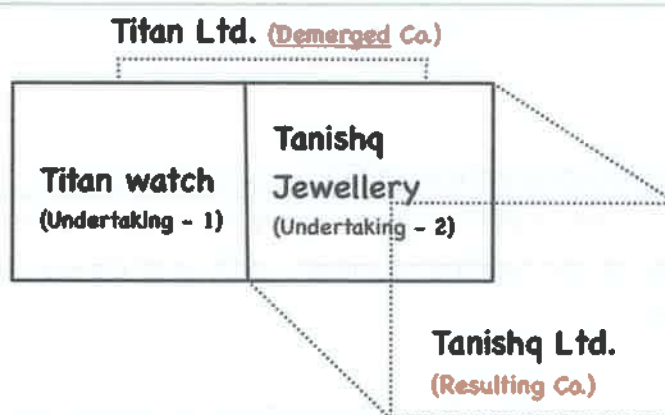 Titan Ltd. (Demerged Co.)
Titan watch
(Undertaking - 1)
Tanishq
Jewellery
(Undertaking - 2)
Tanishq Ltd.
(Resulting Co.)